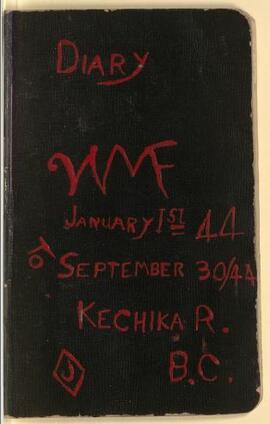 DIARY
WMF
JANUARY 1ST 44
TO
SEPTEMBER 30/44
KECHIKA R.
J B.C.